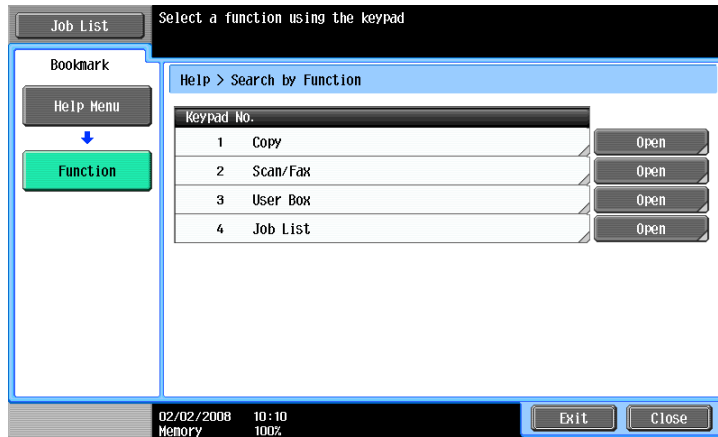 Job List
Select a function using the keypad
Bookmark
Help Menu
Function
Help > Search by Function
Keypad No.
1 Copy Open
2 Scan/Fax Open
3 User Box Open
4 Job List Open
02/02/2008 10:10
Memory 100%
Exit Close